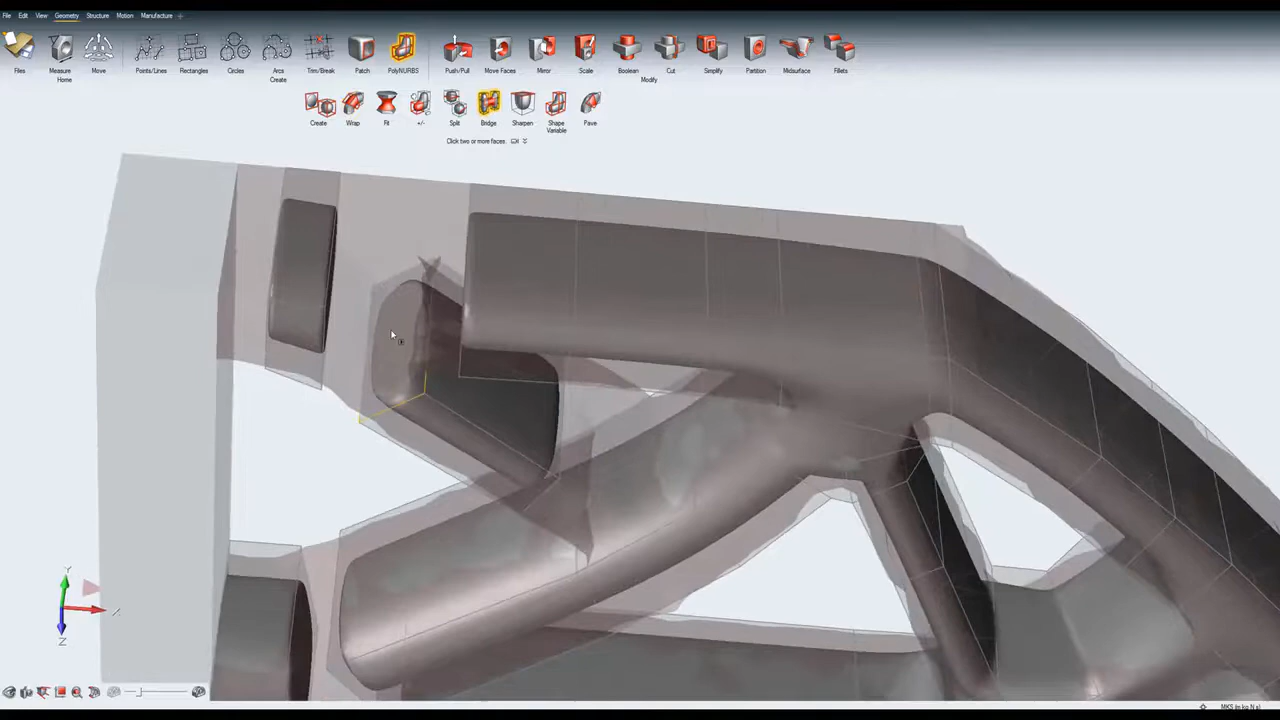 File Edit View Geometry Structure Motion Manufacture +
Files Measure Move Points/Lines Rectangles Circles Arcs Trim/Break Patch PolyNURBS Push/Pull Move Faces Mirror Scale Boolean Cut Simplify Partition Midsurface Fillets
Home Create Modify
Create Wrap Fit +/- Split Bridge Sharpen Shape Variable Pave
Click two or more faces.
Y
X
Z
MKS (m kg N s)